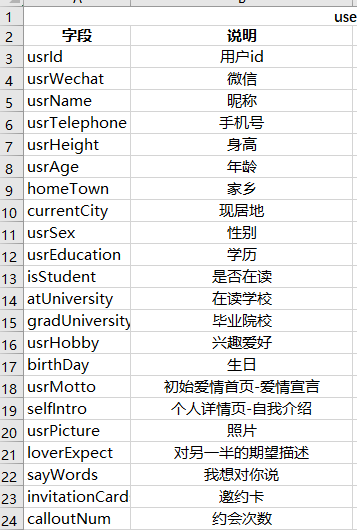 1 use
2 字段 说明
3 usrId 用户id
4 usrWechat 微信
5 usrName 昵称
6 usrTelephone 手机号
7 usrHeight 身高
8 usrAge 年龄
9 homeTown 家乡
10 currentCity 现居地
11 usrSex 性别
12 usrEducation 学历
13 isStudent 是否在读
14 atUniversity 在读学校
15 gradUniversity 毕业院校
16 usrHobby 兴趣爱好
17 birthDay 生日
18 usrMotto 初始爱情首页-爱情宣言
19 selfIntro 个人详情页-自我介绍
20 usrPicture 照片
21 loverExpect 对另一半的期望描述
22 sayWords 我想对你说
23 invitationCard 邀约卡
24 calloutNum 约会次数